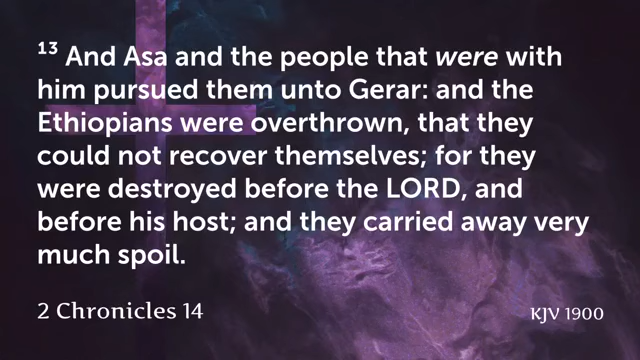 13 And Asa and the people that were with
him pursued them unto Gerar: and the
Ethiopians were overthrown, that they
could not recover themselves; for they
were destroyed before the LORD, and
before his host; and they carried away very
much spoil.
2 Chronicles 14
KJV 1900